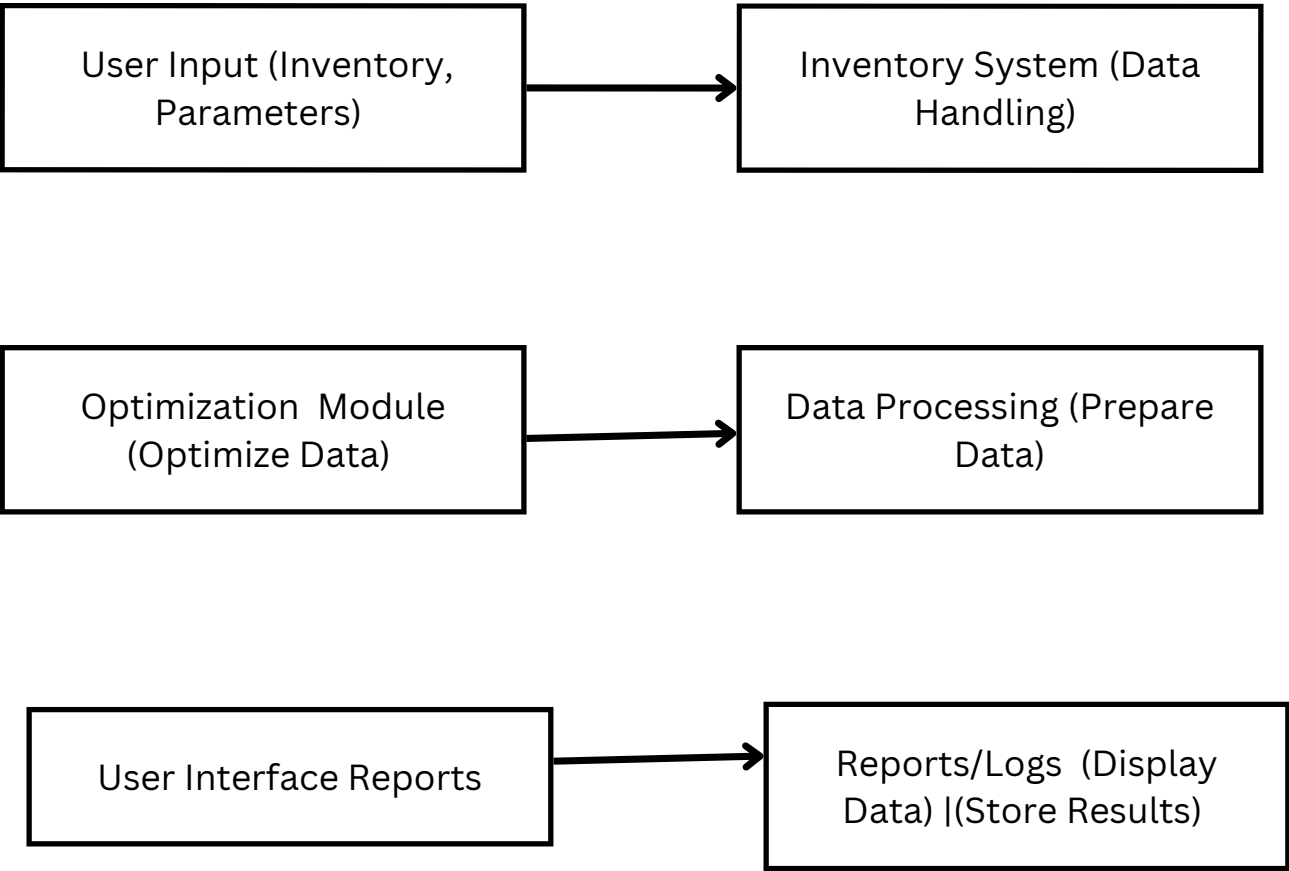 User Input (Inventory,
Parameters)
Inventory System (Data
Handling)
Optimization  Module
(Optimize Data)
Data Processing (Prepare
Data)
User Interface Reports
Reports/Logs  (Display
Data) |(Store Results)